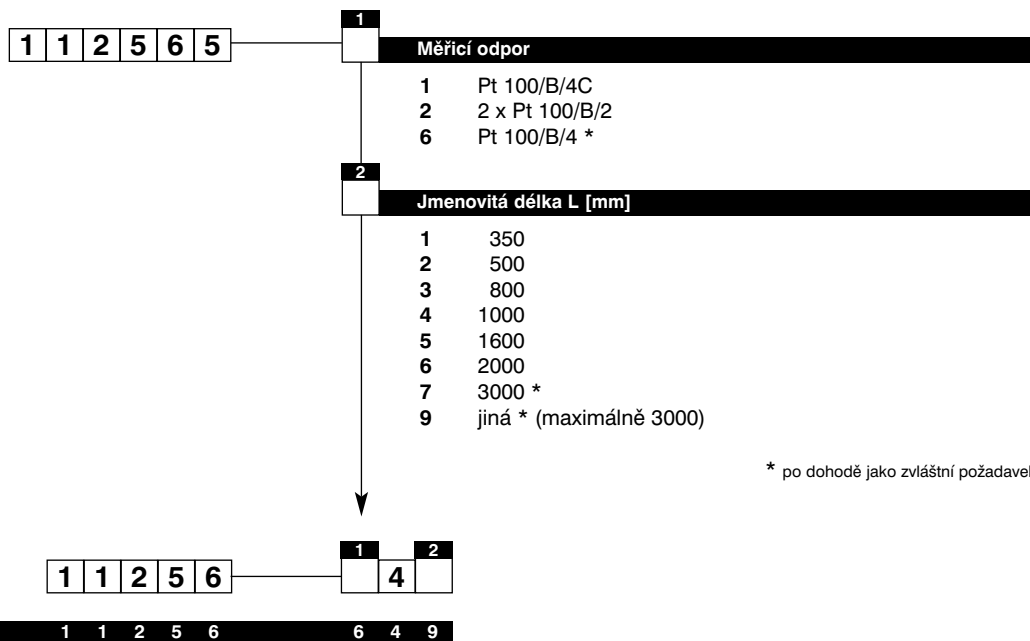 1
1 1 2 5 6 5
Měřicí odpor
1 Pt 100/B/4C
2 2 x Pt 100/B/2
6 Pt 100/B/4 *
2
Jmenovitá délka L [mm]
1 350
2 500
3 800
4 1000
5 1600
6 2000
7 3000 *
9 jiná * (maximálně 3000)
* po dohodě jako zvláštní
1 2
1 1 2 5 6 4
1 1 2 5 6 6 4 9